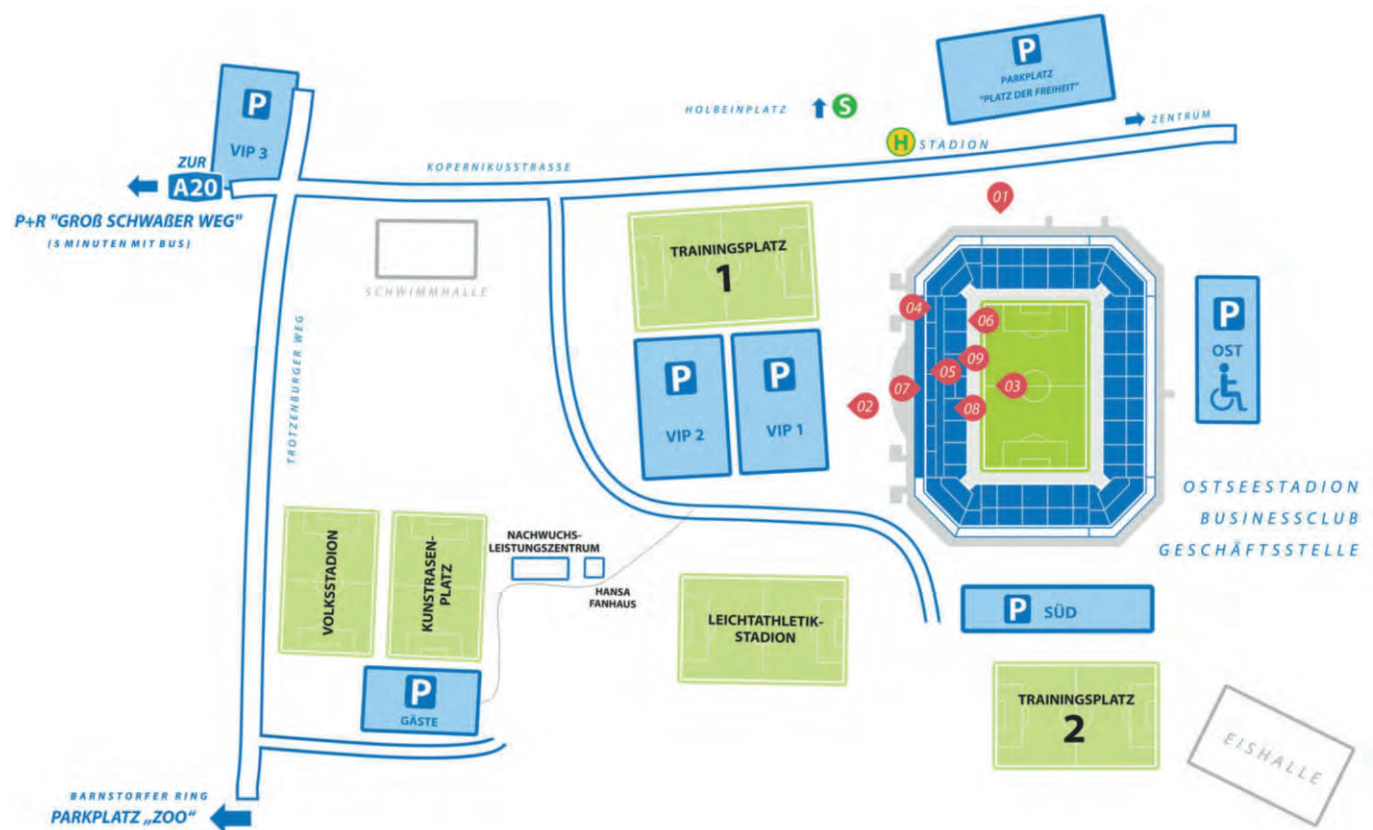 P
PARKPLATZ
"PLATZ DER FREIHEIT"
HOLBEINPLATZ
S
ZENTRUM
H
STADION
P
VIP 3
ZUR
A20
P+R "GROß SCHWAßER WEG"
(5 MINUTEN MIT BUS)
KOPERNIKUSSTRASSE
01
TRAININGSPLATZ
1
SCHWIMMHALLE
04
06
P
OST
TROTZENBURGER WEG
P
VIP 2
P
VIP 1
09
05
07
03
02
08
OSTSEESTADION
BUSINESSCLUB
GESCHÄFTSSTELLE
VOLKSSTADION
KUNSTRASEN-
PLATZ
NACHWUCHS-
LEISTUNGSZENTRUM
HANSA
FANHAUS
LEICHTATHLETIK-
STADION
P
SÜD
P
GÄSTE
TRAININGSPLATZ
2
EISHALLE
BARNSTORFER RING
PARKPLATZ „ZOO“